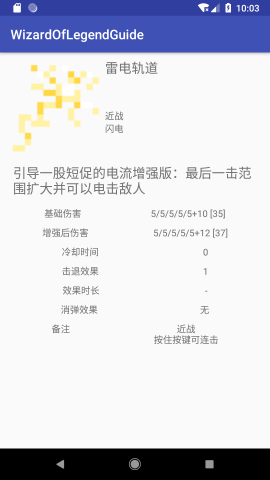 10:03
WizardOfLegendGuide
雷电轨道
近战
闪电
引导一股短促的电流增强版：最后一击范
围扩大并可以电击敌人
基础伤害 5/5/5/5/5+10 [35]
增强后伤害 5/5/5/5/5+12 [37]
冷却时间 0
击退效果 1
效果时长 -
消弹效果 无
备注 近战
按住按键可连击